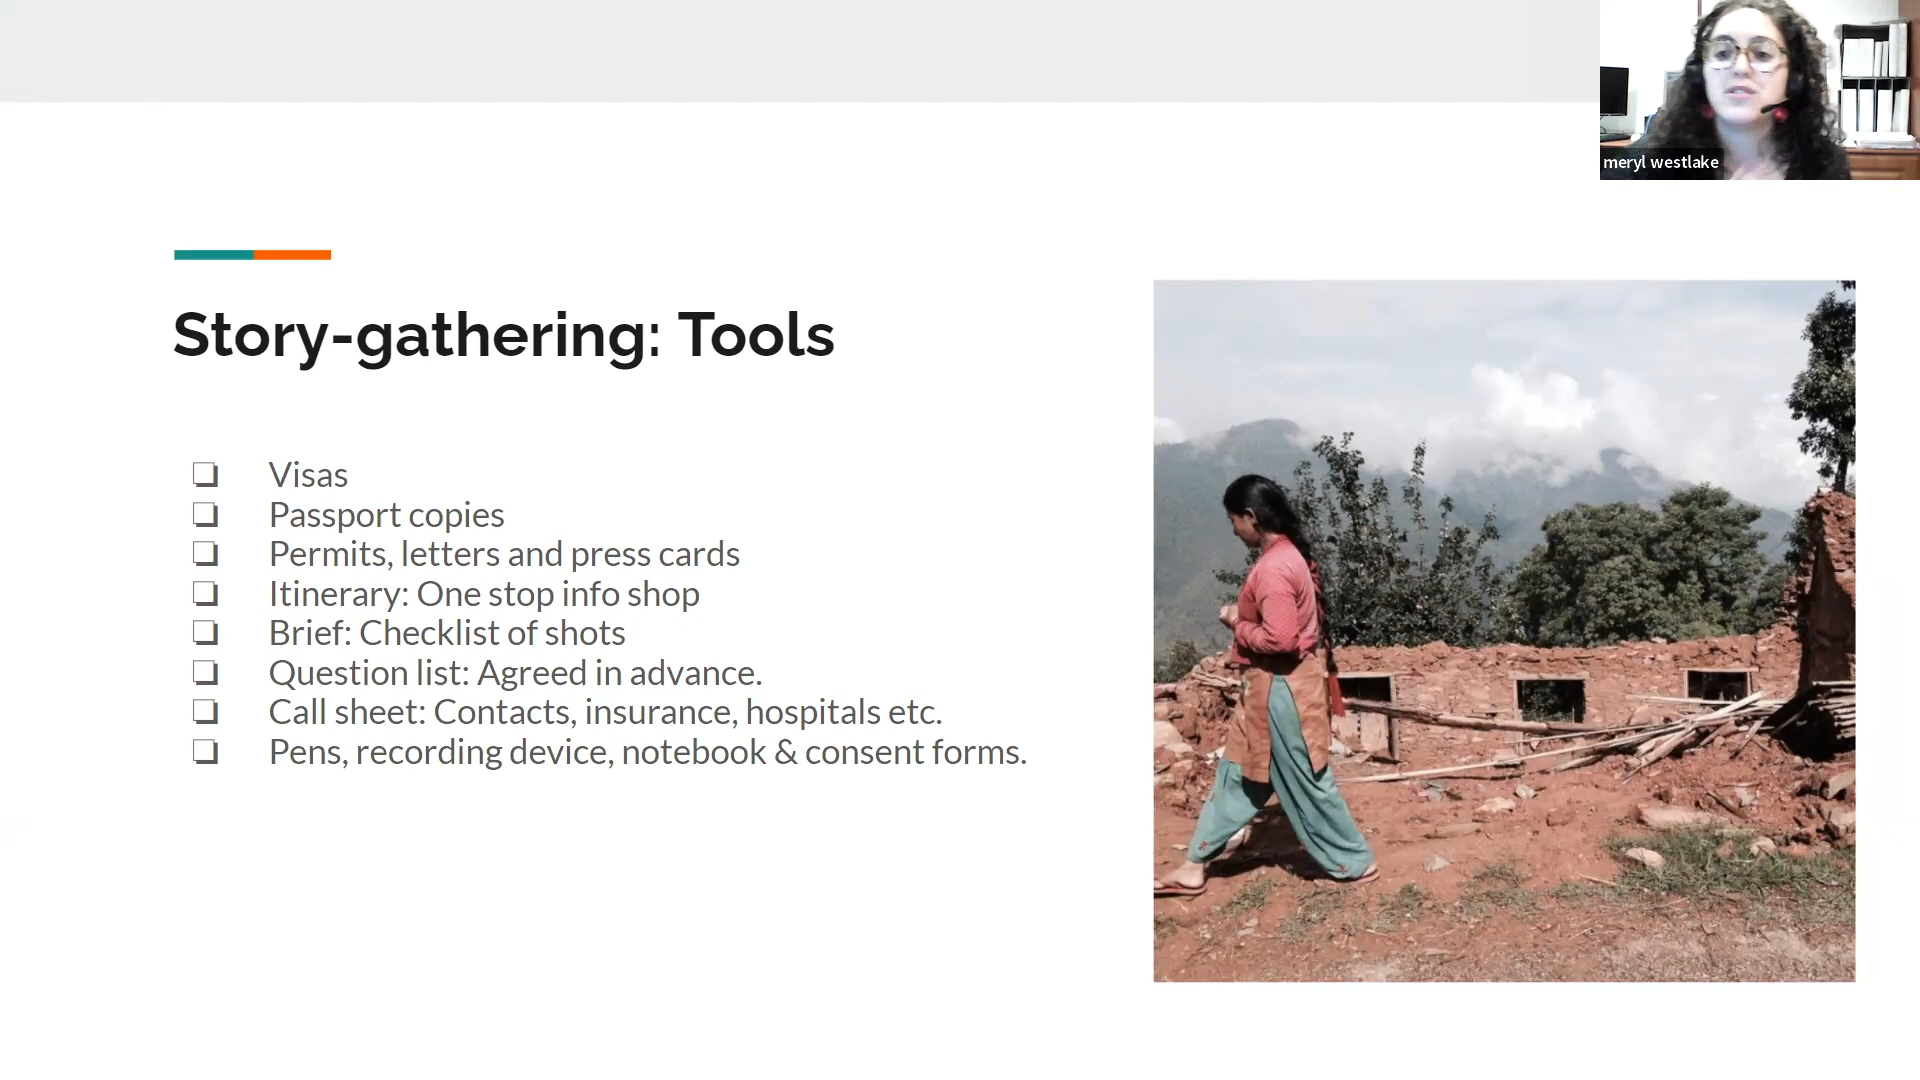 meryl westlake
Story-gathering: Tools
❏ Visas
❏ Passport copies
❏ Permits, letters and press cards
❏ Itinerary: One stop info shop
❏ Brief: Checklist of shots
❏ Question list: Agreed in advance.
❏ Call sheet: Contacts, insurance, hospitals etc.
❏ Pens, recording device, notebook & consent forms.